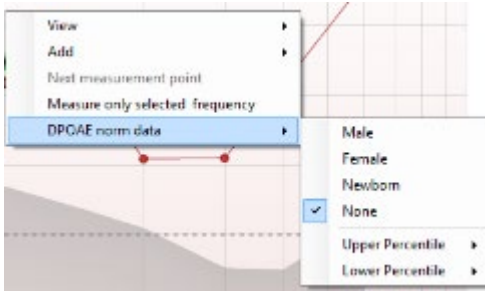 View
Add
Next measurement point
Measure only selected frequency
DPOAE norm data
Male
Female
Newborn
None
Upper Percentile
Lower Percentile